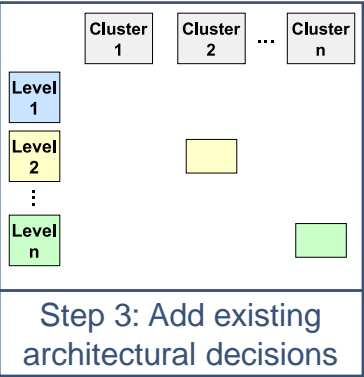 Cluster
1
Cluster
2
...
Cluster
n
Level
1
Level
2
...
Level
n
Step 3: Add existing
architectural decisions